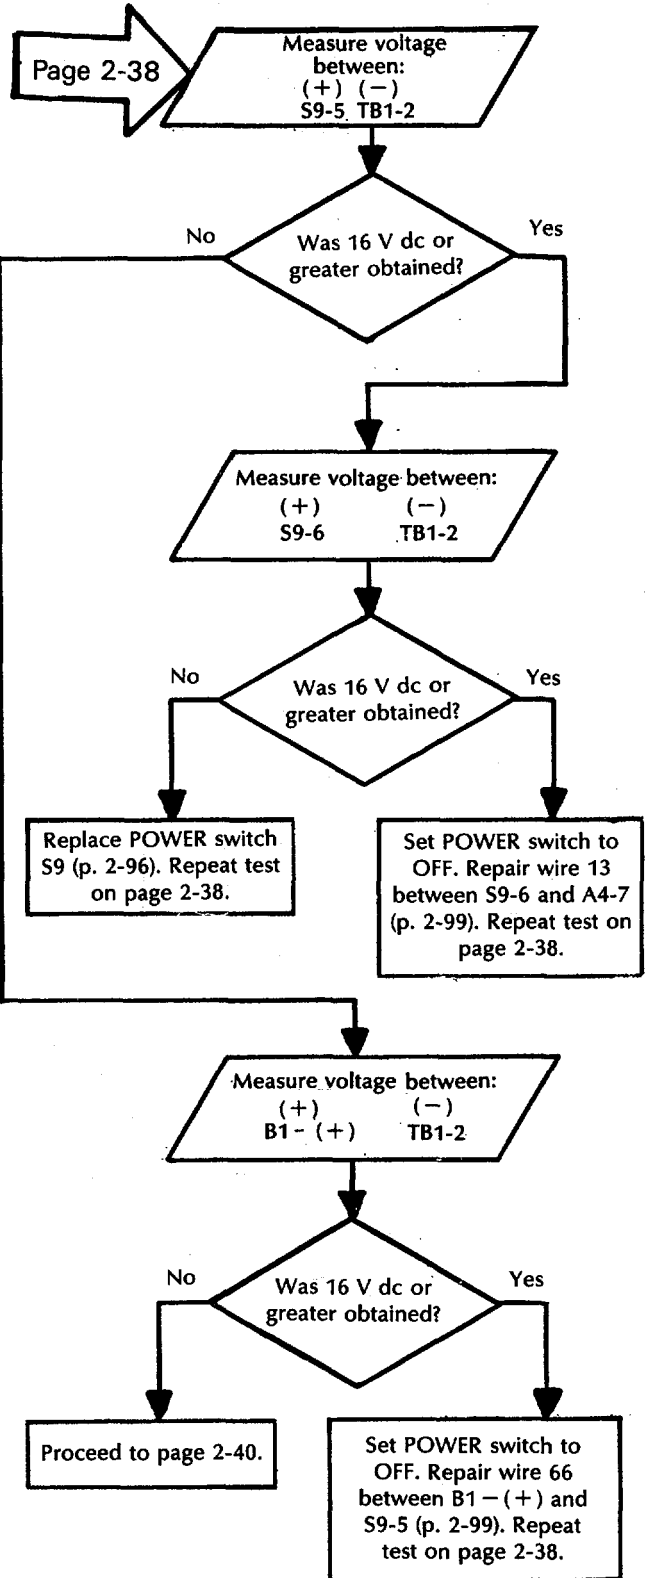 Page 2-38
Measure voltage
between:
(+) (−)
S9-5 TB1-2
Was 16 V dc or
greater obtained?
No
Yes
Measure voltage between:
(+) (−)
S9-6 TB1-2
Was 16 V dc or
greater obtained?
No
Yes
Replace POWER switch
S9 (p. 2-96). Repeat test
on page 2-38.
Set POWER switch to
OFF. Repair wire 13
between S9-6 and A4-7
(p. 2-99). Repeat test on
page 2-38.
Measure voltage between:
(+) (−)
B1 − (+) TB1-2
Was 16 V dc or
greater obtained?
No
Yes
Proceed to page 2-40.
Set POWER switch to
OFF. Repair wire 66
between B1 − (+) and
S9-5 (p. 2-99). Repeat
test on page 2-38.